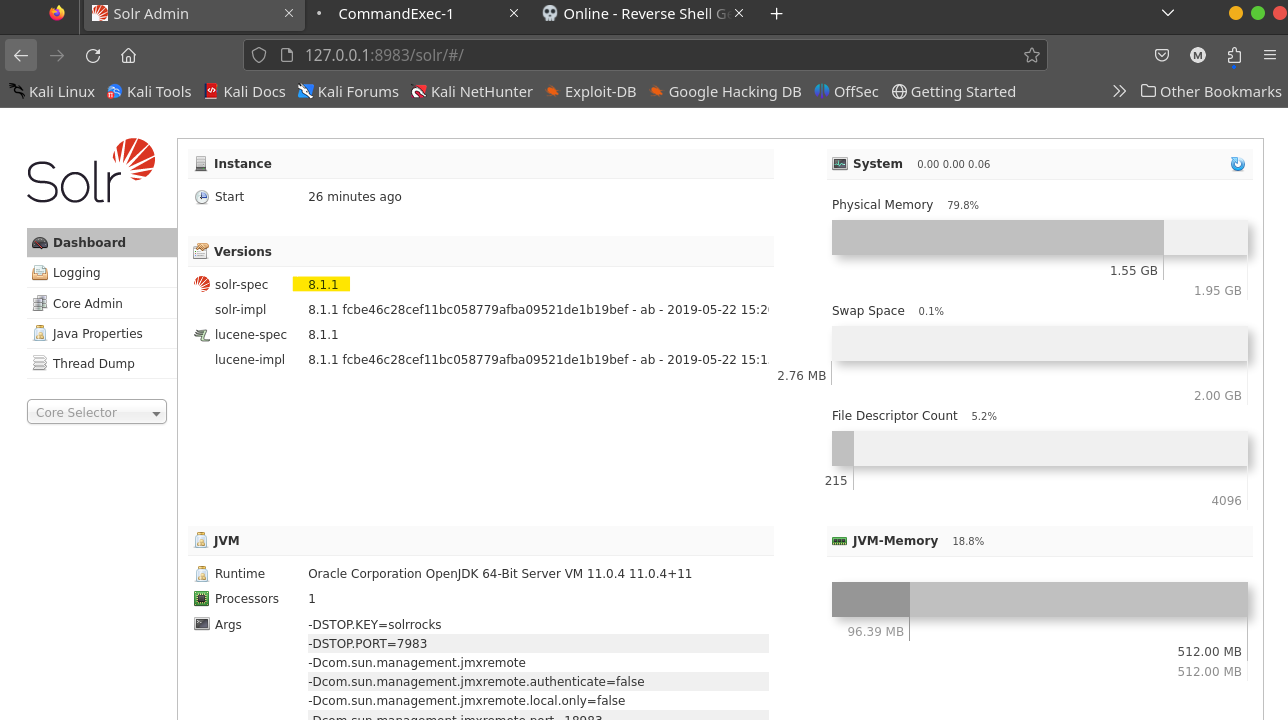 Solr Admin
CommandExec-1
Online - Reverse Shell Ge
127.0.0.1:8983/solr/#/
M
Kali Linux
Kali Tools
Kali Docs
Kali Forums
Kali NetHunter
Exploit-DB
Google Hacking DB
OffSec
Getting Started
Other Bookmarks
Solr
Dashboard
Logging
Core Admin
Java Properties
Thread Dump
Core Selector
Instance
Start 26 minutes ago
Versions
solr-spec 8.1.1
solr-impl 8.1.1 fcbe46c28cef11bc058779afba09521de1b19bef - ab - 2019-05-22 15:2
lucene-spec 8.1.1
lucene-impl 8.1.1 fcbe46c28cef11bc058779afba09521de1b19bef - ab - 2019-05-22 15:1
JVM
Runtime Oracle Corporation OpenJDK 64-Bit Server VM 11.0.4 11.0.4+11
Processors 1
Args -DSTOP.KEY=solrrocks
-DSTOP.PORT=7983
-Dcom.sun.management.jmxremote
-Dcom.sun.management.jmxremote.authenticate=false
-Dcom.sun.management.jmxremote.local.only=false
-Dcom.sun.management.jmxremote.port=18983
System 0.00 0.00 0.06
Physical Memory 79.8%
1.55 GB
1.95 GB
Swap Space 0.1%
2.76 MB
2.00 GB
File Descriptor Count 5.2%
215
4096
JVM-Memory 18.8%
96.39 MB
512.00 MB
512.00 MB